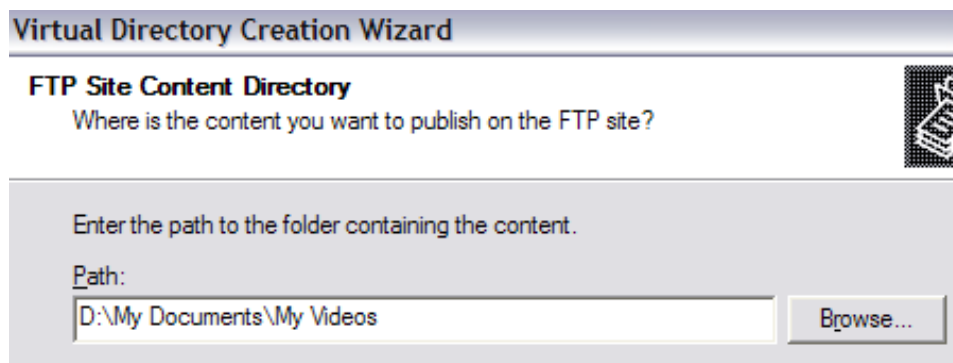 Virtual Directory Creation Wizard
FTP Site Content Directory
Where is the content you want to publish on the FTP site?
Enter the path to the folder containing the content.
Path:
D:\My Documents\My Videos
Browse...